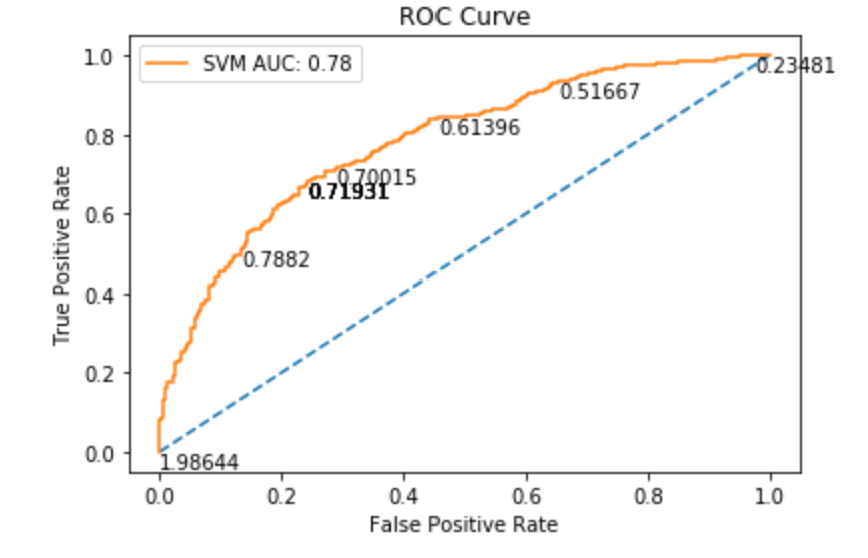 ROC Curve
SVM AUC: 0.78
True Positive Rate
1.0
0.8
0.6
0.4
0.2
0.0
0.23481
0.51667
0.61396
0.70015
0.71931
0.7882
1.98644
0.0 0.2 0.4 0.6 0.8 1.0
False Positive Rate